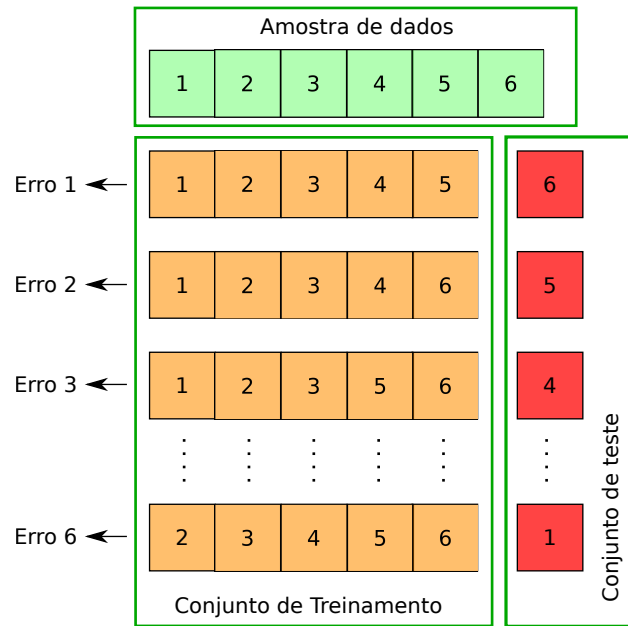 Amostra de dados
1 2 3 4 5 6
Erro 1 1 2 3 4 5 6
Erro 2 1 2 3 4 6 5
Erro 3 1 2 3 5 6 4
Erro 6 2 3 4 5 6 1
Conjunto de Treinamento
Conjunto de teste